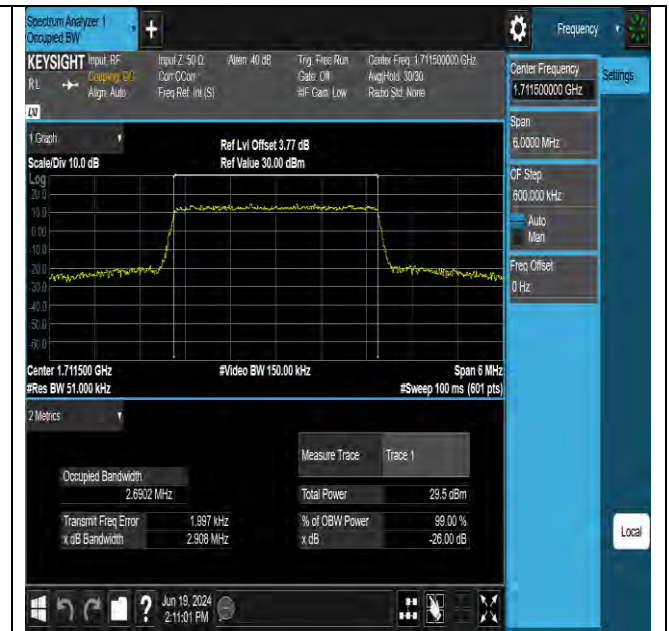 Spectrum Analyzer 1
Occupied BW
+
Frequency
KEYSIGHT Input: RF
Coupling: DC
Align: Auto
RL
Input Z: 50 Ω
Corr CCorr
Freq Ref: Int (S)
Atten: 40 dB
Trig: Free Run
Gate: Off
#IF Gain: Low
Center Freq: 1.711500000 GHz
Avg|Hold: 30/30
Radio Std: None
LW
Center Frequency
1.711500000 GHz
Settings
Span
6.0000 MHz
CF Step
600.000 kHz
Auto
Man
Freq Offset
0 Hz
1 Graph
Scale/Div 10.0 dB
Ref Lvl Offset 3.77 dB
Ref Value 30.00 dBm
Log
20.0
10.0
0.00
-10.0
-20.0
-30.0
-40.0
-50.0
-60.0
Center 1.711500 GHz
#Res BW 51.000 kHz
#Video BW 150.00 kHz
Span 6 MHz
#Sweep 100 ms (601 pts)
2 Metrics
Measure Trace Trace 1
Occupied Bandwidth
2.6902 MHz
Total Power 29.5 dBm
Transmit Freq Error 1.997 kHz
% of OBW Power 99.00 %
x dB Bandwidth 2.908 MHz
x dB -26.00 dB
Local
? Jun 19, 2024
2:11:01 PM